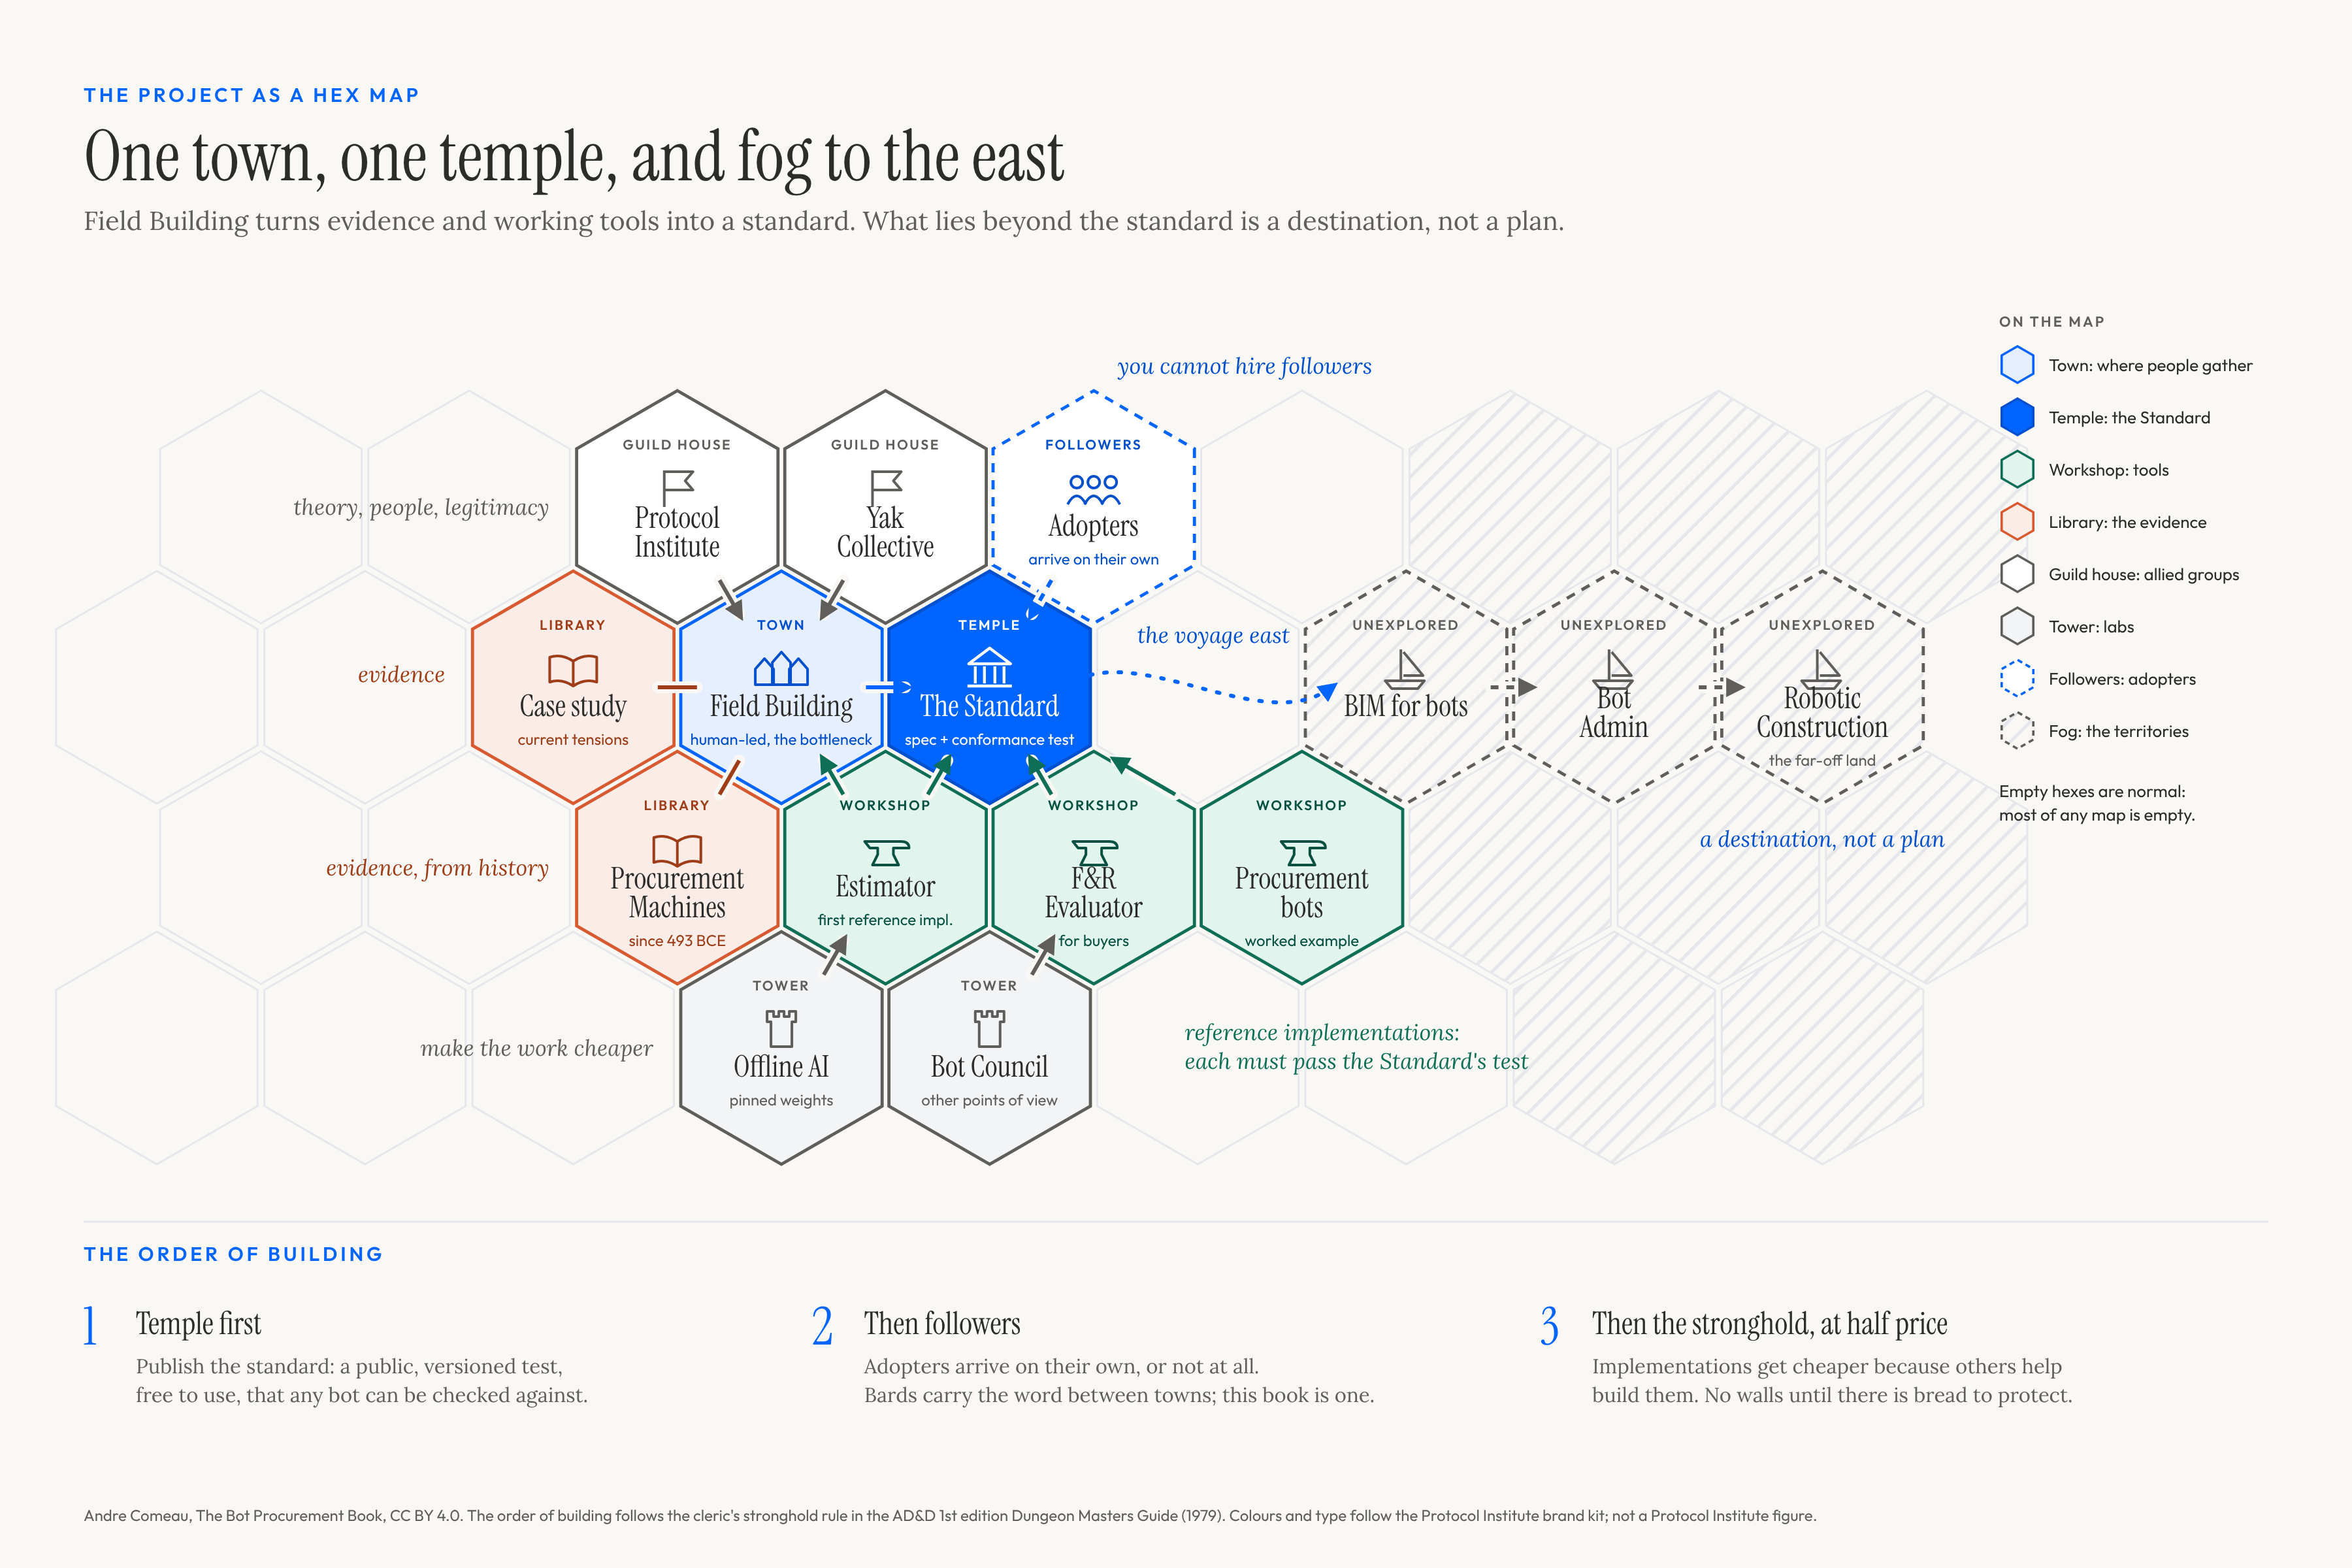 THE PROJECT AS A HEX MAP
One town, one temple, and fog to the east
Field Building turns evidence and working tools into a standard. What lies beyond the standard is a destination, not a plan.
you cannot hire followers
theory, people, legitimacy
GUILD HOUSE
Protocol
Institute
GUILD HOUSE
Yak
Collective
FOLLOWERS
Adopters
arrive on their own
evidence
LIBRARY
Case study
current tensions
TOWN
Field Building
human-led, the bottleneck
TEMPLE
The Standard
spec + conformance test
the voyage east
UNEXPLORED
BIM for bots
UNEXPLORED
Bot
Admin
UNEXPLORED
Robotic
Construction
the far-off land
evidence, from history
LIBRARY
Procurement
Machines
since 493 BCE
WORKSHOP
Estimator
first reference impl.
WORKSHOP
F&R
Evaluator
for buyers
WORKSHOP
Procurement
bots
worked example
a destination, not a plan
make the work cheaper
TOWER
Offline AI
pinned weights
TOWER
Bot Council
other points of view
reference implementations:
each must pass the Standard's test
ON THE MAP
Town: where people gather
Temple: the Standard
Workshop: tools
Library: the evidence
Guild house: allied groups
Tower: labs
Followers: adopters
Fog: the territories
Empty hexes are normal:
most of any map is empty.
THE ORDER OF BUILDING
1 Temple first
Publish the standard: a public, versioned test,
free to use, that any bot can be checked against.
2 Then followers
Adopters arrive on their own, or not at all.
Bards carry the word between towns; this book is one.
3 Then the stronghold, at half price
Implementations get cheaper because others help
build them. No walls until there is bread to protect.
Andre Comeau, The Bot Procurement Book, CC BY 4.0. The order of building follows the cleric's stronghold rule in the AD&D 1st edition Dungeon Masters Guide (1979). Colours and type follow the Protocol Institute brand kit; not a Protocol Institute figure.